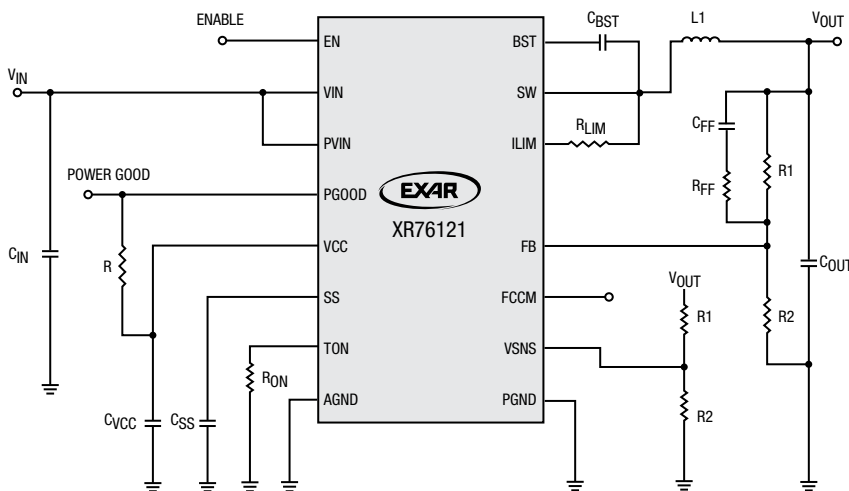 ENABLE
EN
BST
CBST
L1
VOUT
VIN
VIN
SW
PVIN
ILIM
RLIM
CFF
RFF
R1
POWER GOOD
PGOOD
EXAR
XR76121
CIN
R
VCC
FB
COUT
SS
FCCM
VOUT
R1
R2
TON
RON
VSNS
AGND
PGND
R2
CVCC
CSS